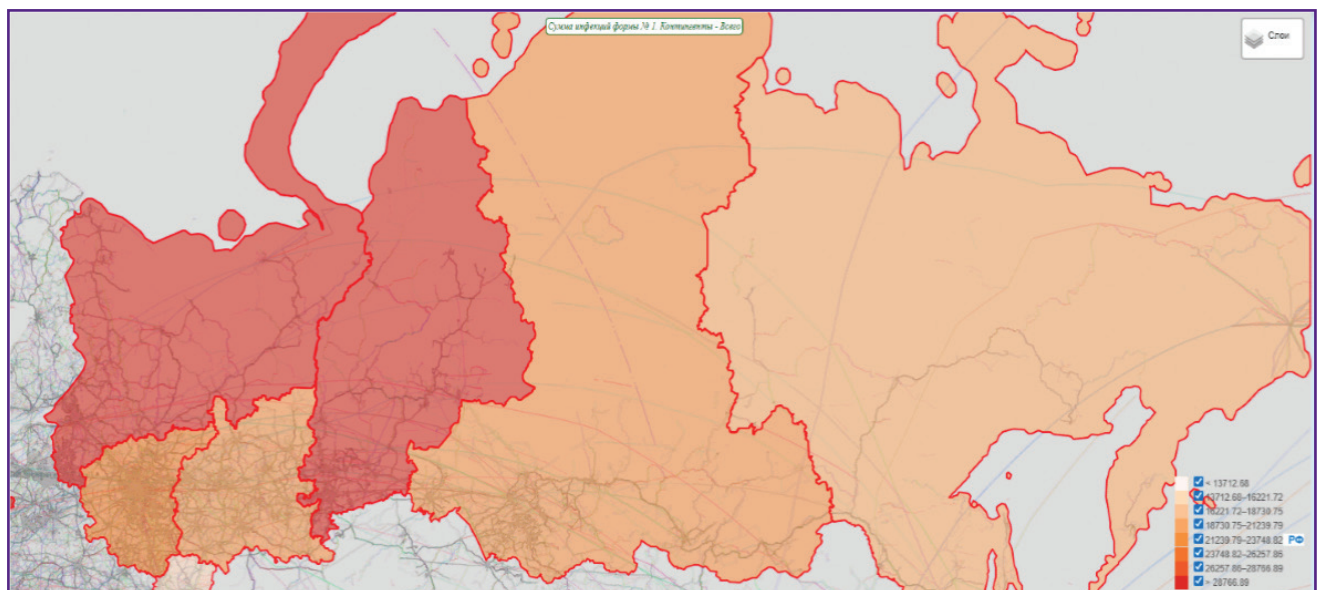 Сумма инфекций формы № 1. Контингенты - Всего
Слои
< 13712.68
13712.68–16221.72
16221.72–18730.75
18730.75–21239.79
21239.79–23748.82 РФ
23748.82–26257.86
26257.86–28766.89
> 28766.89